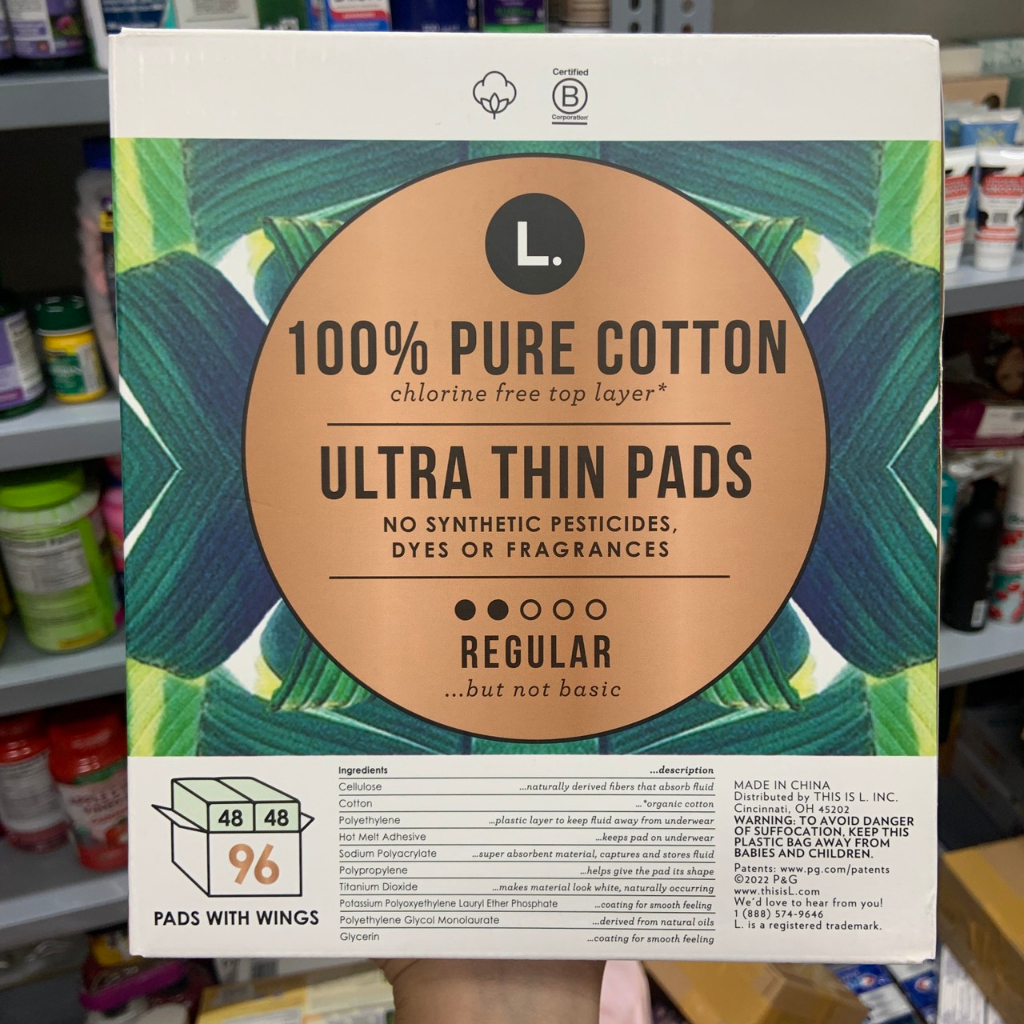 Certified
B
Corporation
L.
100% PURE COTTON
chlorine free top layer*
ULTRA THIN PADS
NO SYNTHETIC PESTICIDES,
DYES OR FRAGRANCES
REGULAR
...but not basic
48 48
96
PADS WITH WINGS
Ingredients ...description
Cellulose ...naturally derived fibers that absorb fluid
Cotton ...*organic cotton
Polyethylene ...plastic layer to keep fluid away from underwear
Hot Melt Adhesive ...keeps pad on underwear
Sodium Polyacrylate ...super absorbent material, captures and stores fluid
Polypropylene ...helps give the pad its shape
Titanium Dioxide ...makes material look white, naturally occurring
Potassium Polyoxyethylene Lauryl Ether Phosphate ...coating for smooth feeling
Polyethylene Glycol Monolaurate ...derived from natural oils
Glycerin ...coating for smooth feeling
MADE IN CHINA
Distributed by THIS IS L. INC.
Cincinnati, OH 45202
WARNING: TO AVOID DANGER
OF SUFFOCATION, KEEP THIS
PLASTIC BAG AWAY FROM
BABIES AND CHILDREN.
Patents: www.pg.com/patents
©2022 P&G
www.thisisL.com
We'd love to hear from you!
1 (888) 574-9646
L. is a registered trademark.